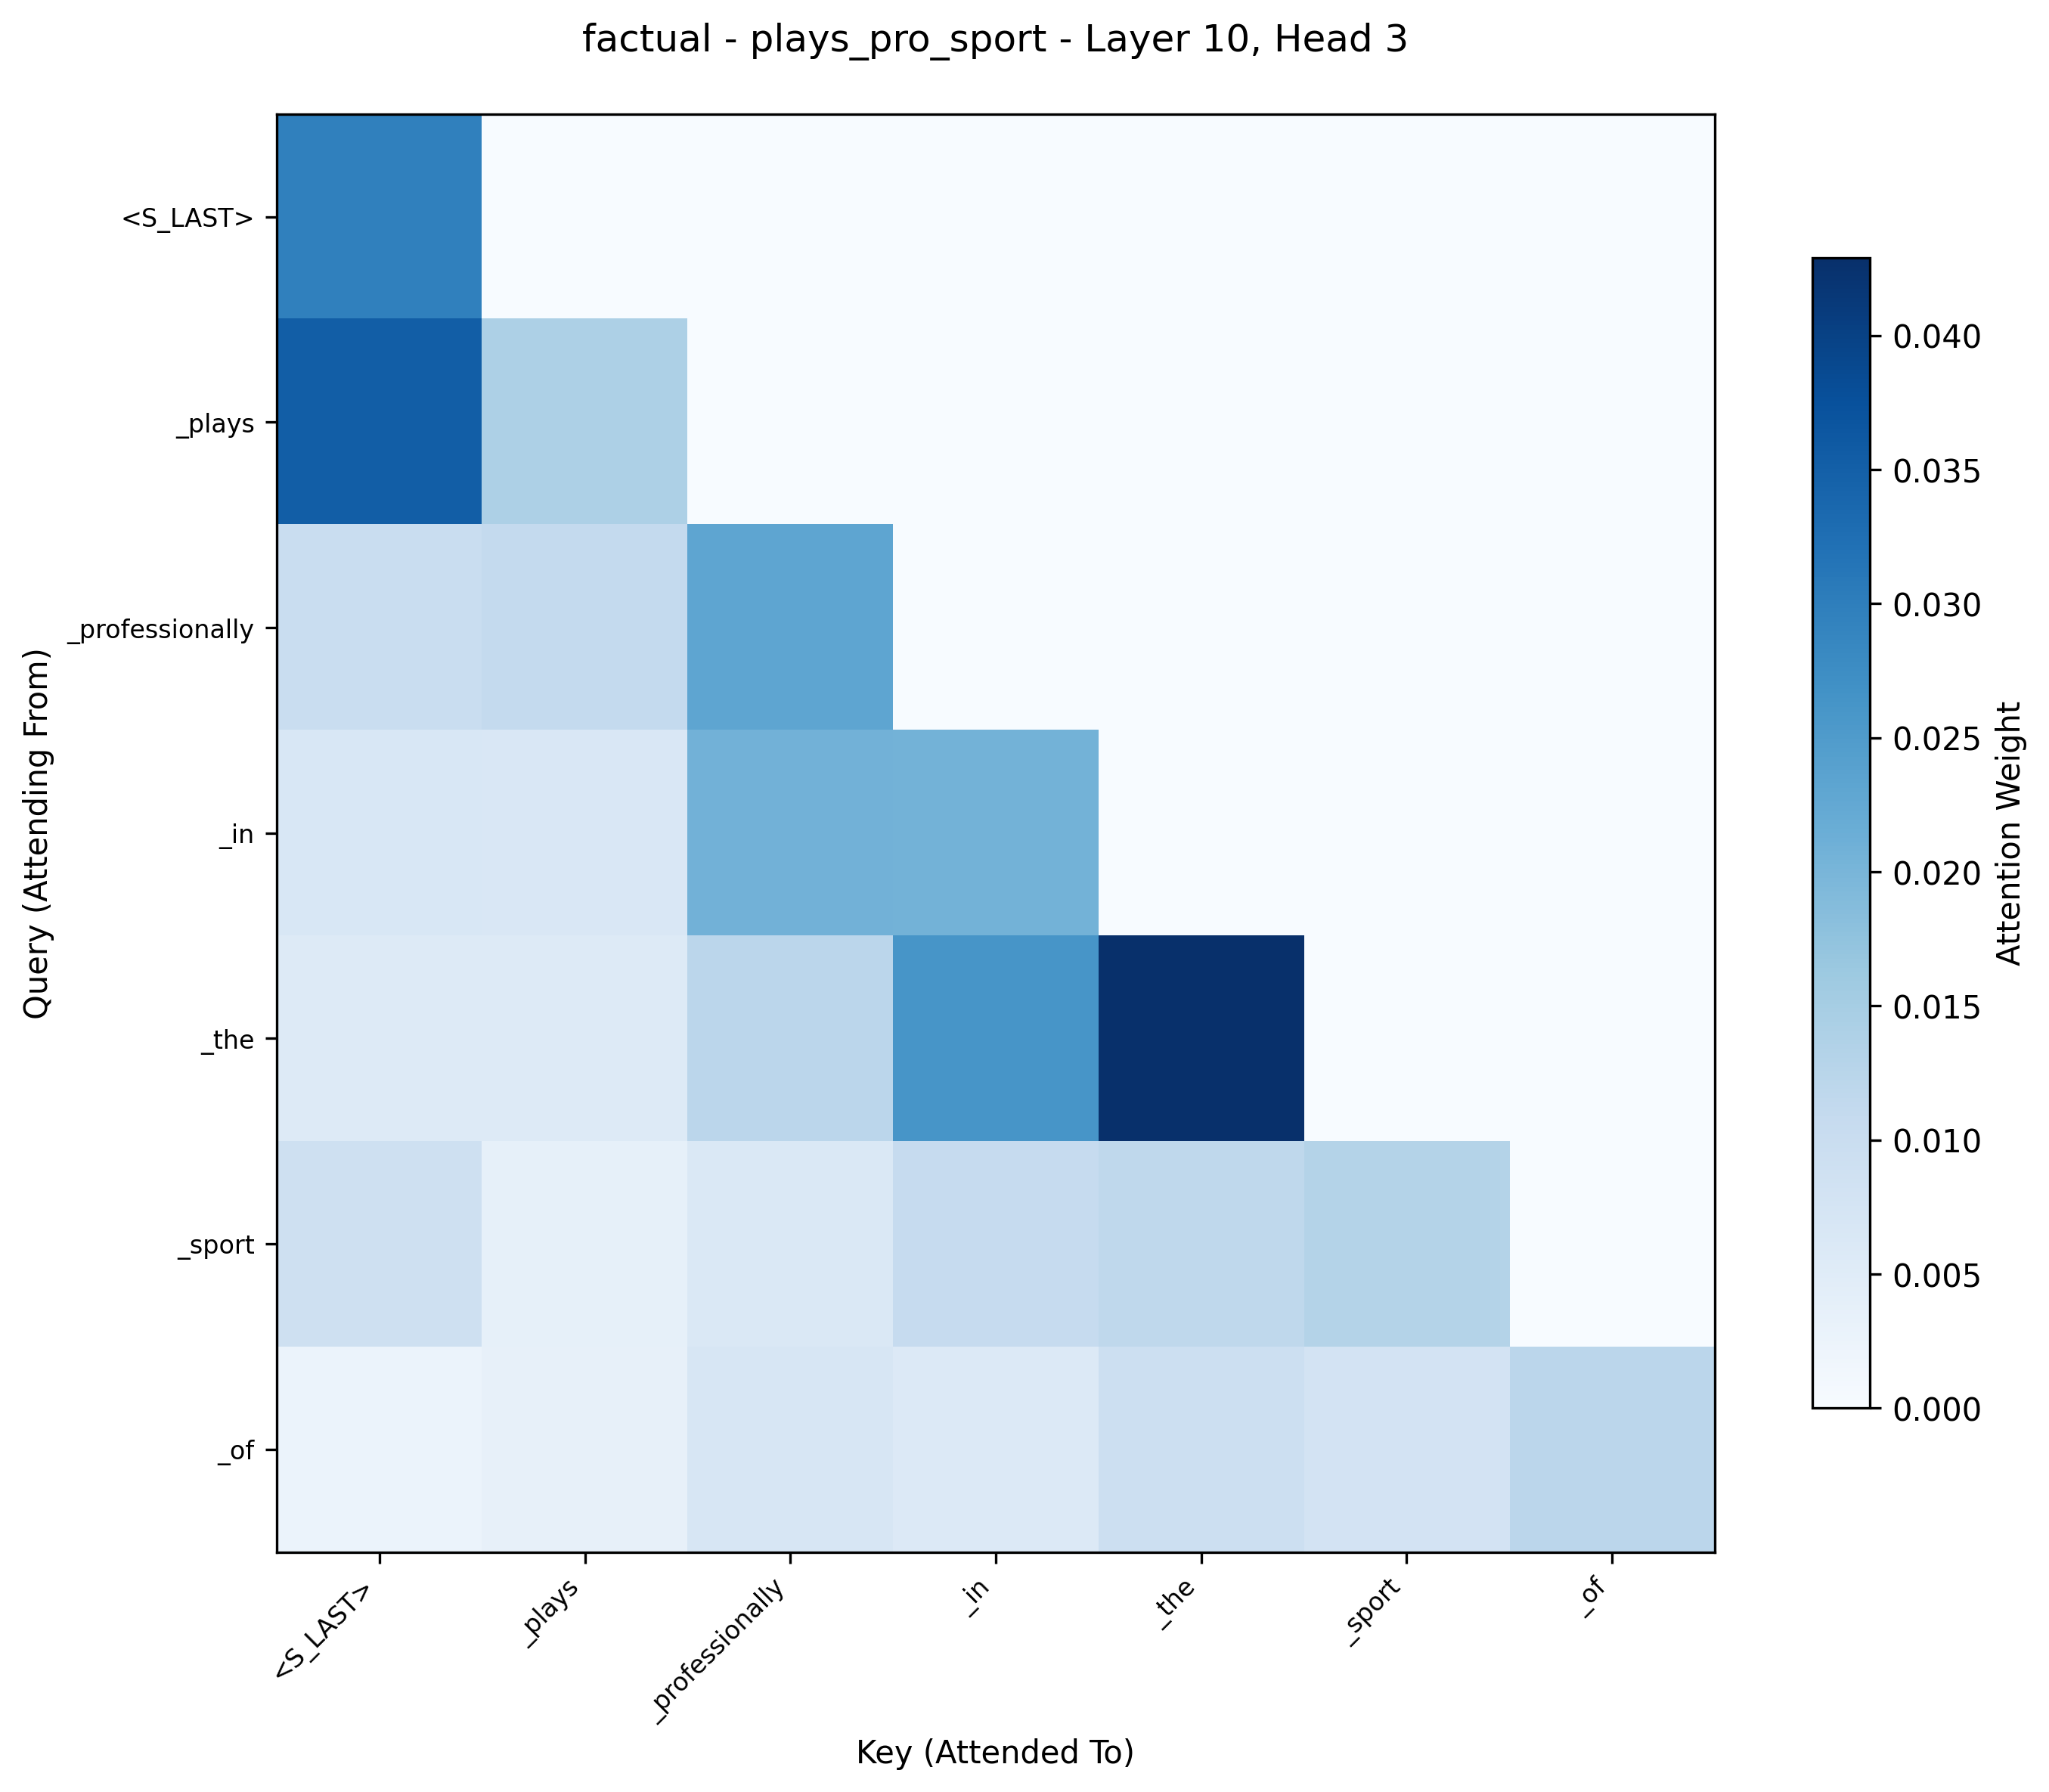 factual - plays_pro_sport - Layer 10, Head 3
Query (Attending From)
<S_LAST>
_plays
_professionally
_in
_the
_sport
_of
<S_LAST>
_plays
_professionally
_in
_the
_sport
_of
Key (Attended To)
0.040
0.035
0.030
0.025
0.020
0.015
0.010
0.005
0.000
Attention Weight